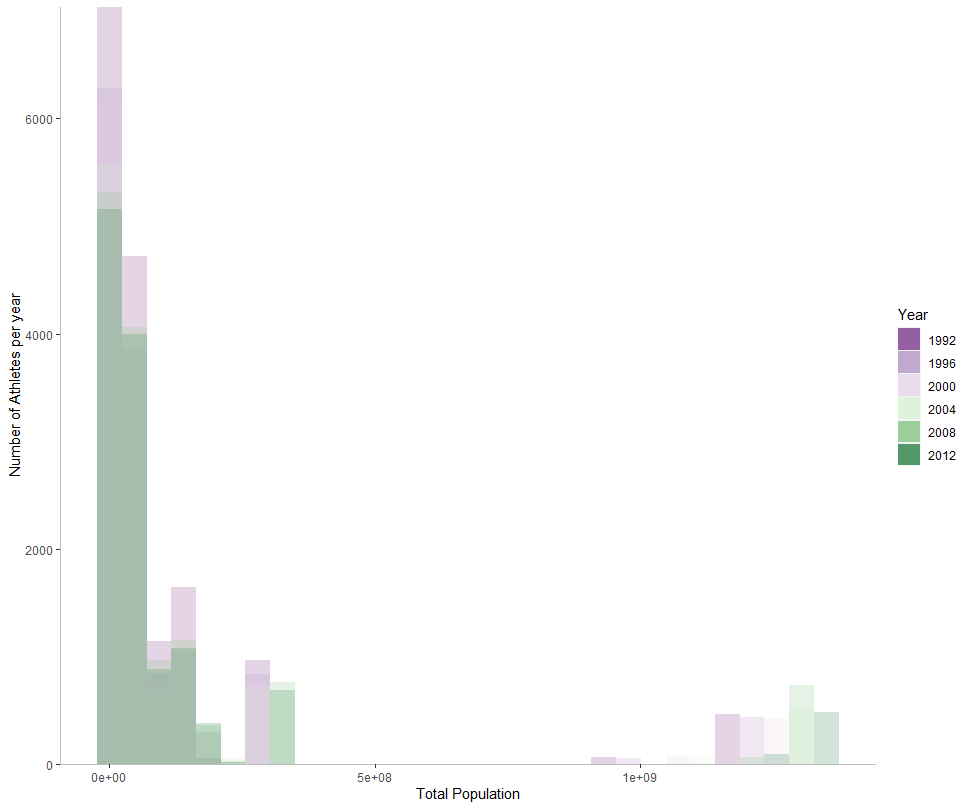 6000
4000
2000
0
Number of Athletes per year
0e+00
5e+08
1e+09
Total Population
Year
1992
1996
2000
2004
2008
2012